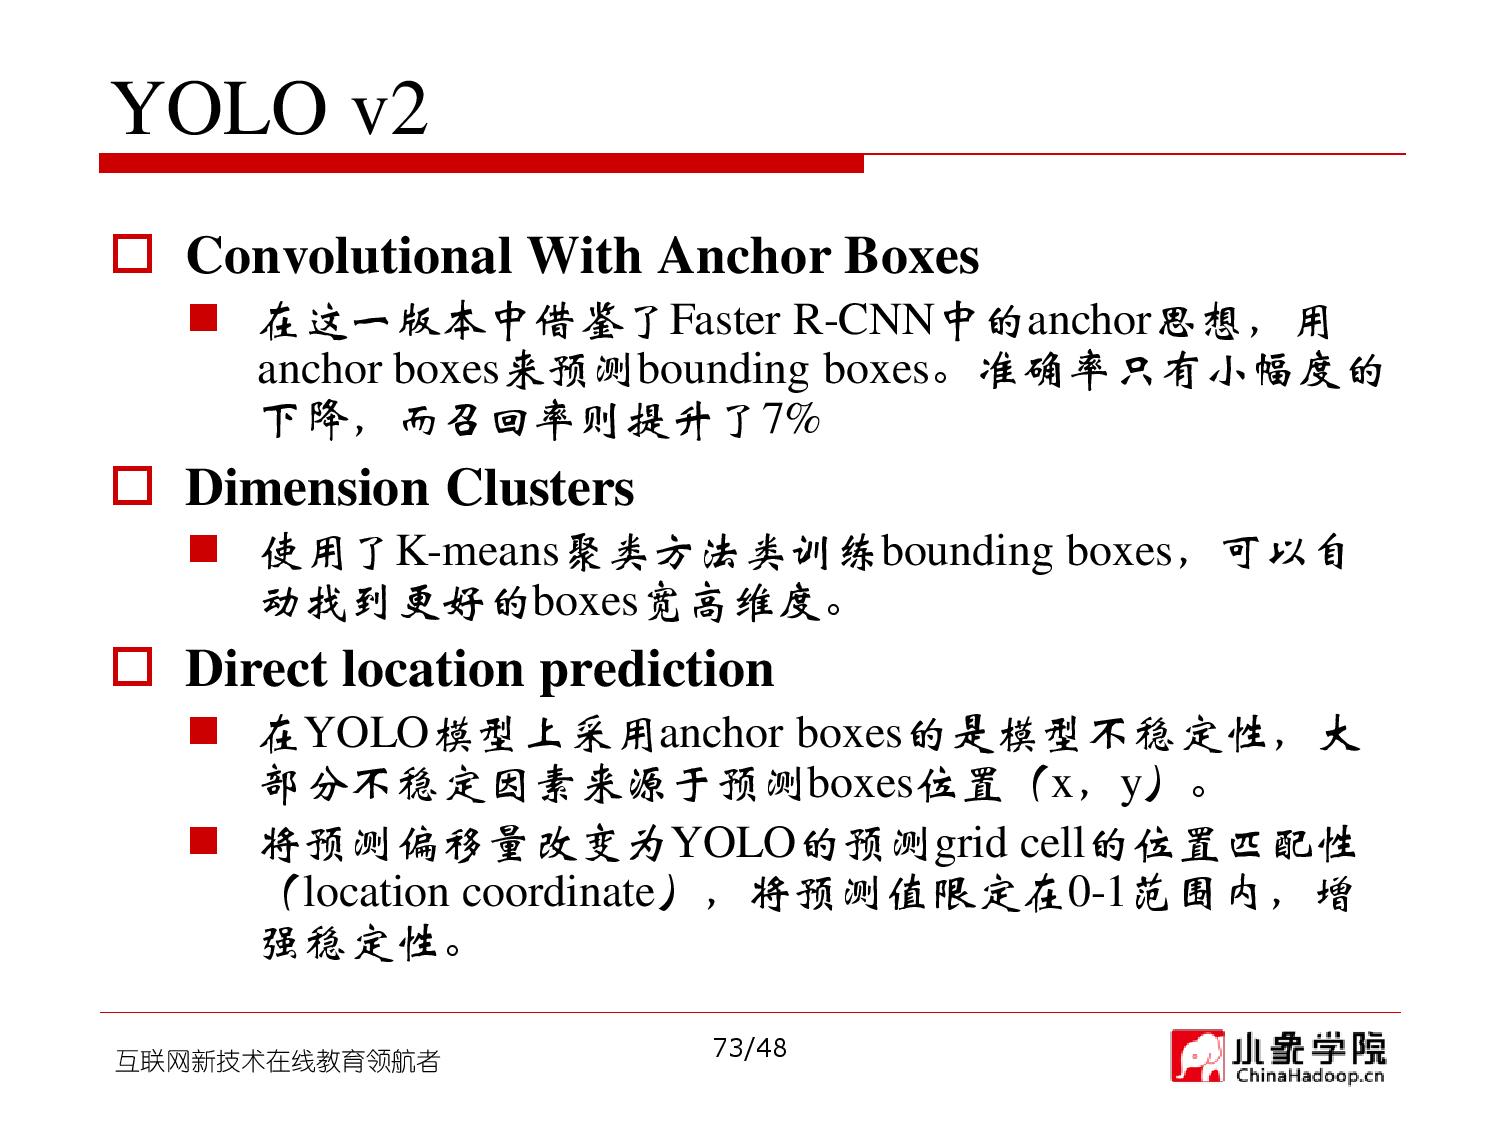 YOLO v2
Convolutional With Anchor Boxes
在这一版本中借鉴了Faster R-CNN中的anchor思想，用
anchor boxes来预测bounding boxes。准确率只有小幅度的
下降，而召回率则提升了7%
Dimension Clusters
使用了K-means聚类方法类训练bounding boxes，可以自
动找到更好的boxes宽高维度。
Direct location prediction
在YOLO模型上采用anchor boxes的是模型不稳定性，大
部分不稳定因素来源于预测boxes位置（x，y）。
将预测偏移量改变为YOLO的预测grid cell的位置匹配性
（location coordinate），将预测值限定在0-1范围内，增
强稳定性。
互联网新技术在线教育领航者
73/48
小象学院
ChinaHadoop.cn